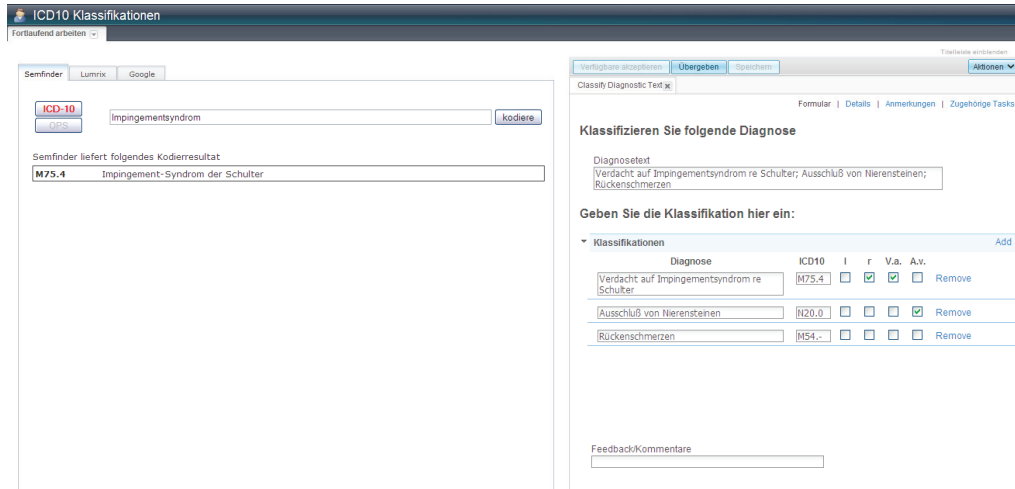 ICD10 Klassifikationen
Fortlaufend arbeiten
Titelleiste einblenden
Semfinder Lumrix Google
Verfügbare akzeptieren Übergeben Speichern Aktionen
Classify Diagnostic Text x
Formular | Details | Anmerkungen | Zugehörige Tasks
ICD-10
OPS
Impingementsyndrom kodiere
Semfinder liefert folgendes Kodierresultat
M75.4 Impingement-Syndrom der Schulter
Klassifizieren Sie folgende Diagnose
Diagnosetext
Verdacht auf Impingementsyndrom re Schulter; Ausschluß von Nierensteinen;
Rückenschmerzen
Geben Sie die Klassifikation hier ein:
Klassifikationen Add
Diagnose ICD10 l r V.a. A.v.
Verdacht auf Impingementsyndrom re
Schulter
M75.4 Remove
Ausschluß von Nierensteinen N20.0 Remove
Rückenschmerzen M54.- Remove
Feedback/Kommentare